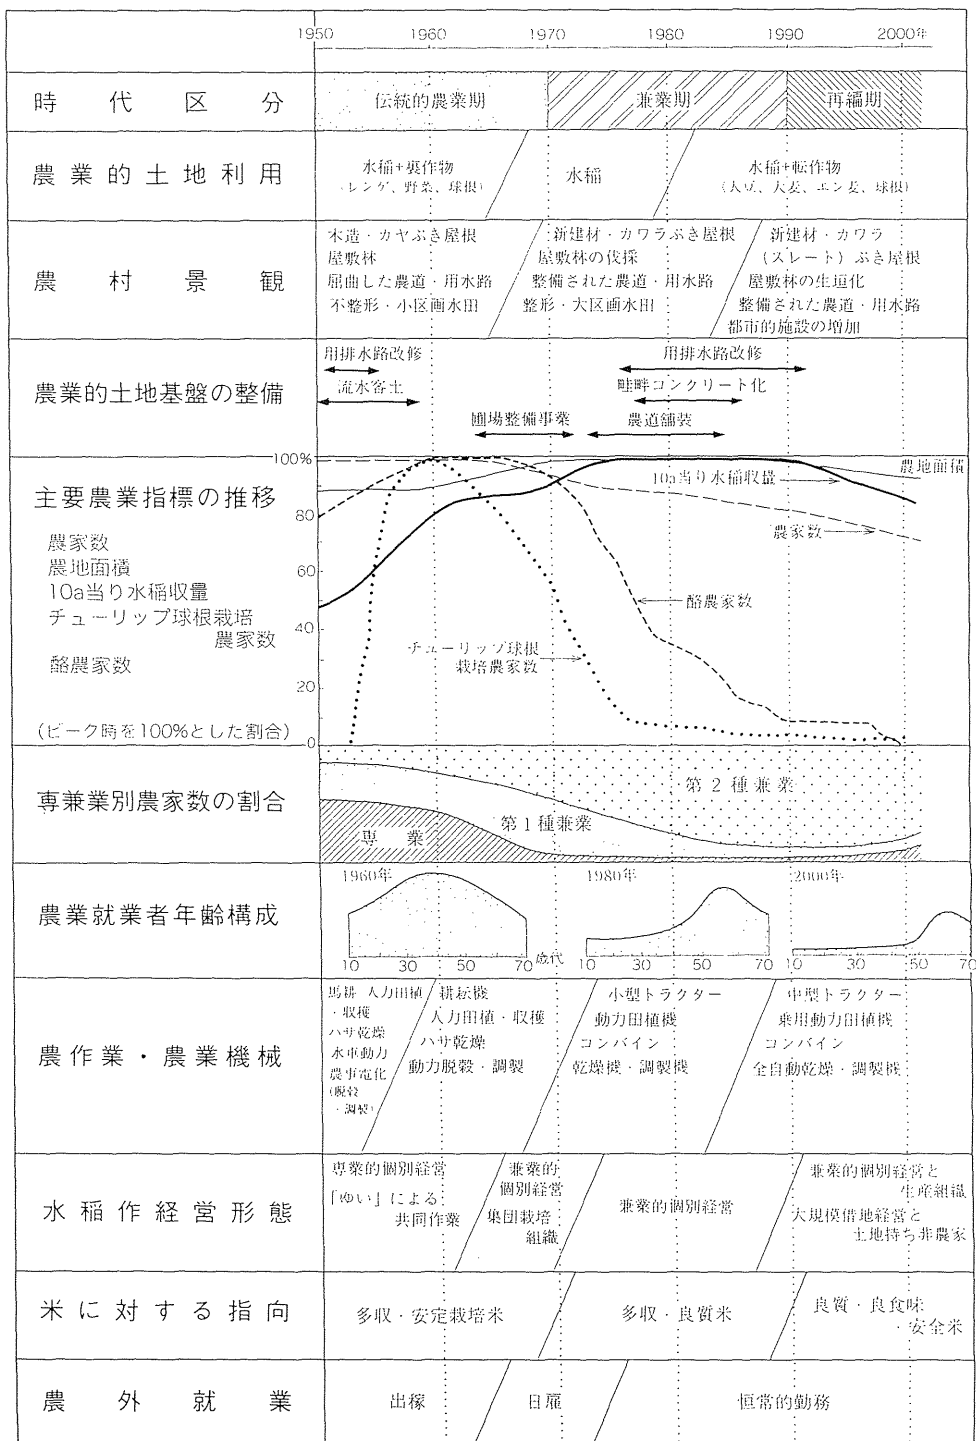 1950 1960 1970 1980 1990 2000年
時代区分
伝統的農業期 兼業期 再編期
農業的土地利用
水稲+裏作物
(レンゲ、野菜、球根)
水稲
水稲+転作物
(大豆、大麦、エン麦、球根)
農村景観
木造・カヤぶき屋根
屋敷林
屈曲した農道・用水路
不整形・小区画水田
新建材・カワラぶき屋根
屋敷林の伐採
整備された農道・用水路
整形・大区画水田
新建材・カワラ
(スレート)ぶき屋根
屋敷林の生垣化
整備された農道・用水路
都市的施設の増加
農業的土地基盤の整備
用排水路改修
流水客土
圃場整備事業
用排水路改修
畦畔コンクリート化
農道舗装
主要農業指標の推移
農家数
農地面積
10a当り水稲収量
チューリップ球根栽培
農家数
酪農家数
(ピーク時を100%とした割合)
100%
80
60
40
20
0
農地面積
10a当り水稲収量
農家数
酪農家数
チューリップ球根
栽培農家数
専兼業別農家数の割合
第2種兼業
第1種兼業
専業
農業就業者年齢構成
1960年
10 30 50 70歳代
1980年
10 30 50 70
2000年
10 30 50 70
農作業・農業機械
馬耕 人力田植
・収穫
ハサ乾燥
水車動力
農事電化
(脱穀
・調製)
耕耘機
人力田植・収穫
ハサ乾燥
動力脱穀・調製
小型トラクター
動力田植機
コンバイン
乾燥機・調製機
中型トラクター
乗用動力田植機
コンバイン
全自動乾燥・調製機
水稲作経営形態
専業的個別経営
「ゆい」による
共同作業
兼業的
個別経営
集団栽培
組織
兼業的個別経営
兼業的個別経営と
生産組織
大規模借地経営と
土地持ち非農家
米に対する指向
多収・安定栽培米
多収・良質米
良質・良食味
・安全米
農外就業
出稼
日雇
恒常的勤務